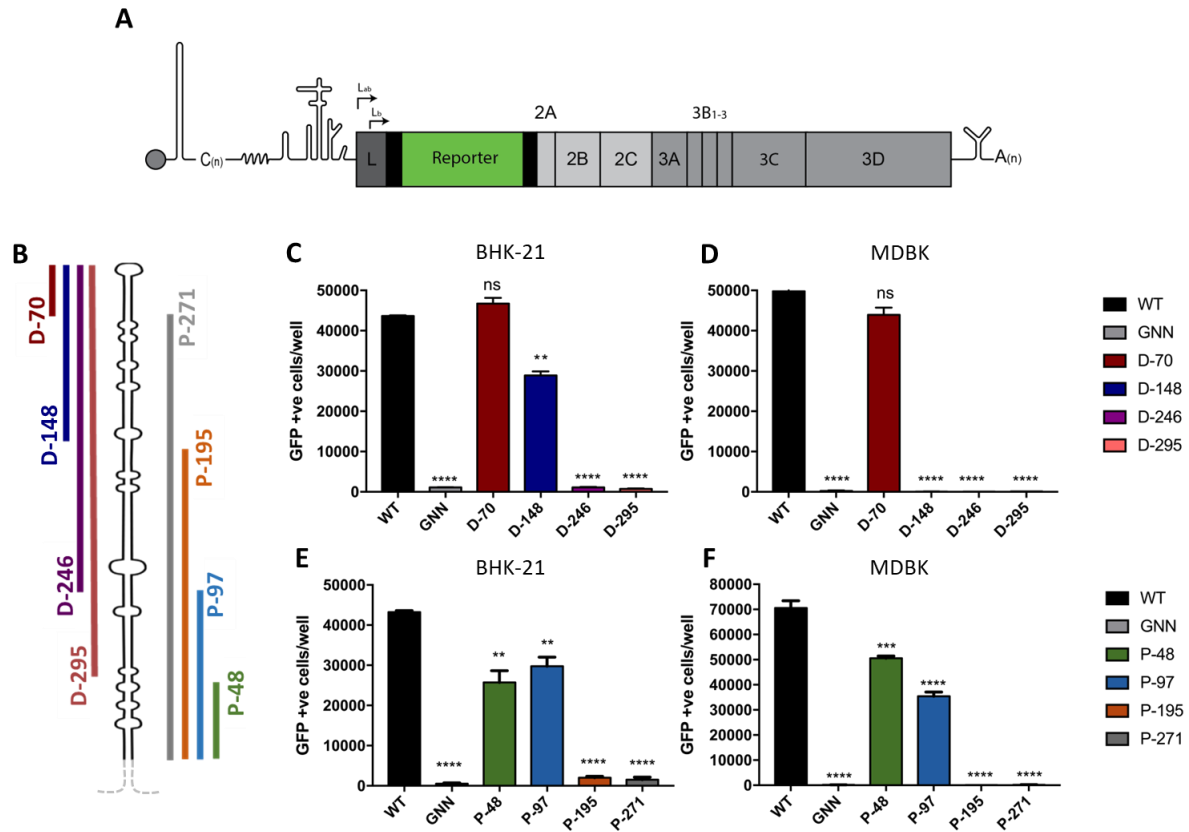 A
C(n)
Lab
Lb
L
Reporter
2A
2B
2C
3A
3B1-3
3C
3D
A(n)
B
D-70
D-148
D-246
D-295
P-271
P-195
P-97
P-48
C
BHK-21
GFP +ve cells/well
50000
40000
30000
20000
10000
0
ns
**
****
****
****
WT
GNN
D-70
D-148
D-246
D-295
D
MDBK
GFP +ve cells/well
50000
40000
30000
20000
10000
0
ns
****
****
****
****
WT
GNN
D-70
D-148
D-246
D-295
WT
GNN
D-70
D-148
D-246
D-295
E
BHK-21
GFP +ve cells/well
50000
40000
30000
20000
10000
0
****
**
**
****
****
WT
GNN
P-48
P-97
P-195
P-271
F
MDBK
GFP +ve cells/well
80000
70000
60000
50000
40000
30000
20000
10000
0
****
***
****
****
****
WT
GNN
P-48
P-97
P-195
P-271
WT
GNN
P-48
P-97
P-195
P-271